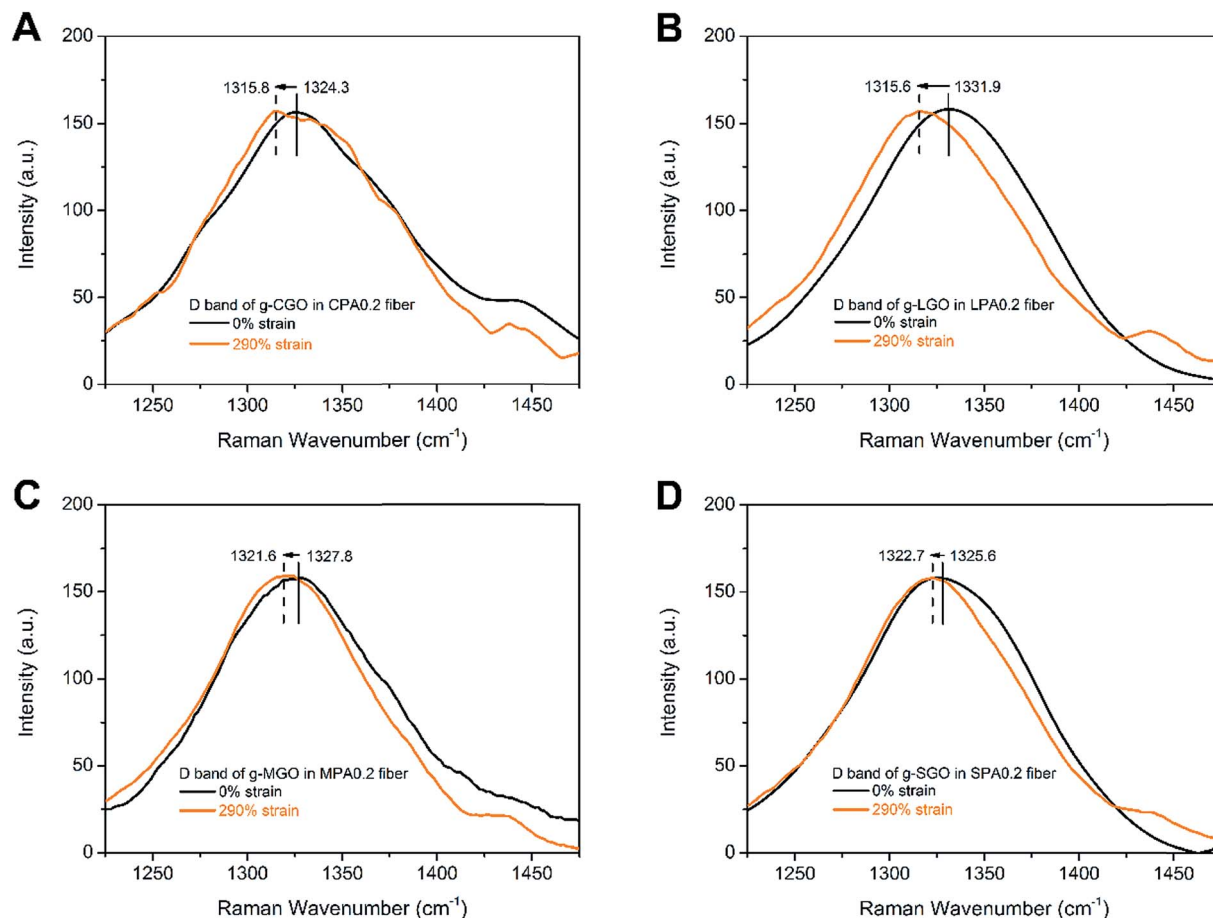 A
200
150
100
50
0
Intensity (a.u.)
1315.8
1324.3
D band of g-CGO in CPA0.2 fiber
0% strain
290% strain
1250
1300
1350
1400
1450
Raman Wavenumber (cm⁻¹)
B
200
150
100
50
0
Intensity (a.u.)
1315.6
1331.9
D band of g-LGO in LPA0.2 fiber
0% strain
290% strain
1250
1300
1350
1400
1450
Raman Wavenumber (cm⁻¹)
C
200
150
100
50
0
Intensity (a.u.)
1321.6
1327.8
D band of g-MGO in MPA0.2 fiber
0% strain
290% strain
1250
1300
1350
1400
1450
Raman Wavenumber (cm⁻¹)
D
200
150
100
50
0
Intensity (a.u.)
1322.7
1325.6
D band of g-SGO in SPA0.2 fiber
0% strain
290% strain
1250
1300
1350
1400
1450
Raman Wavenumber (cm⁻¹)